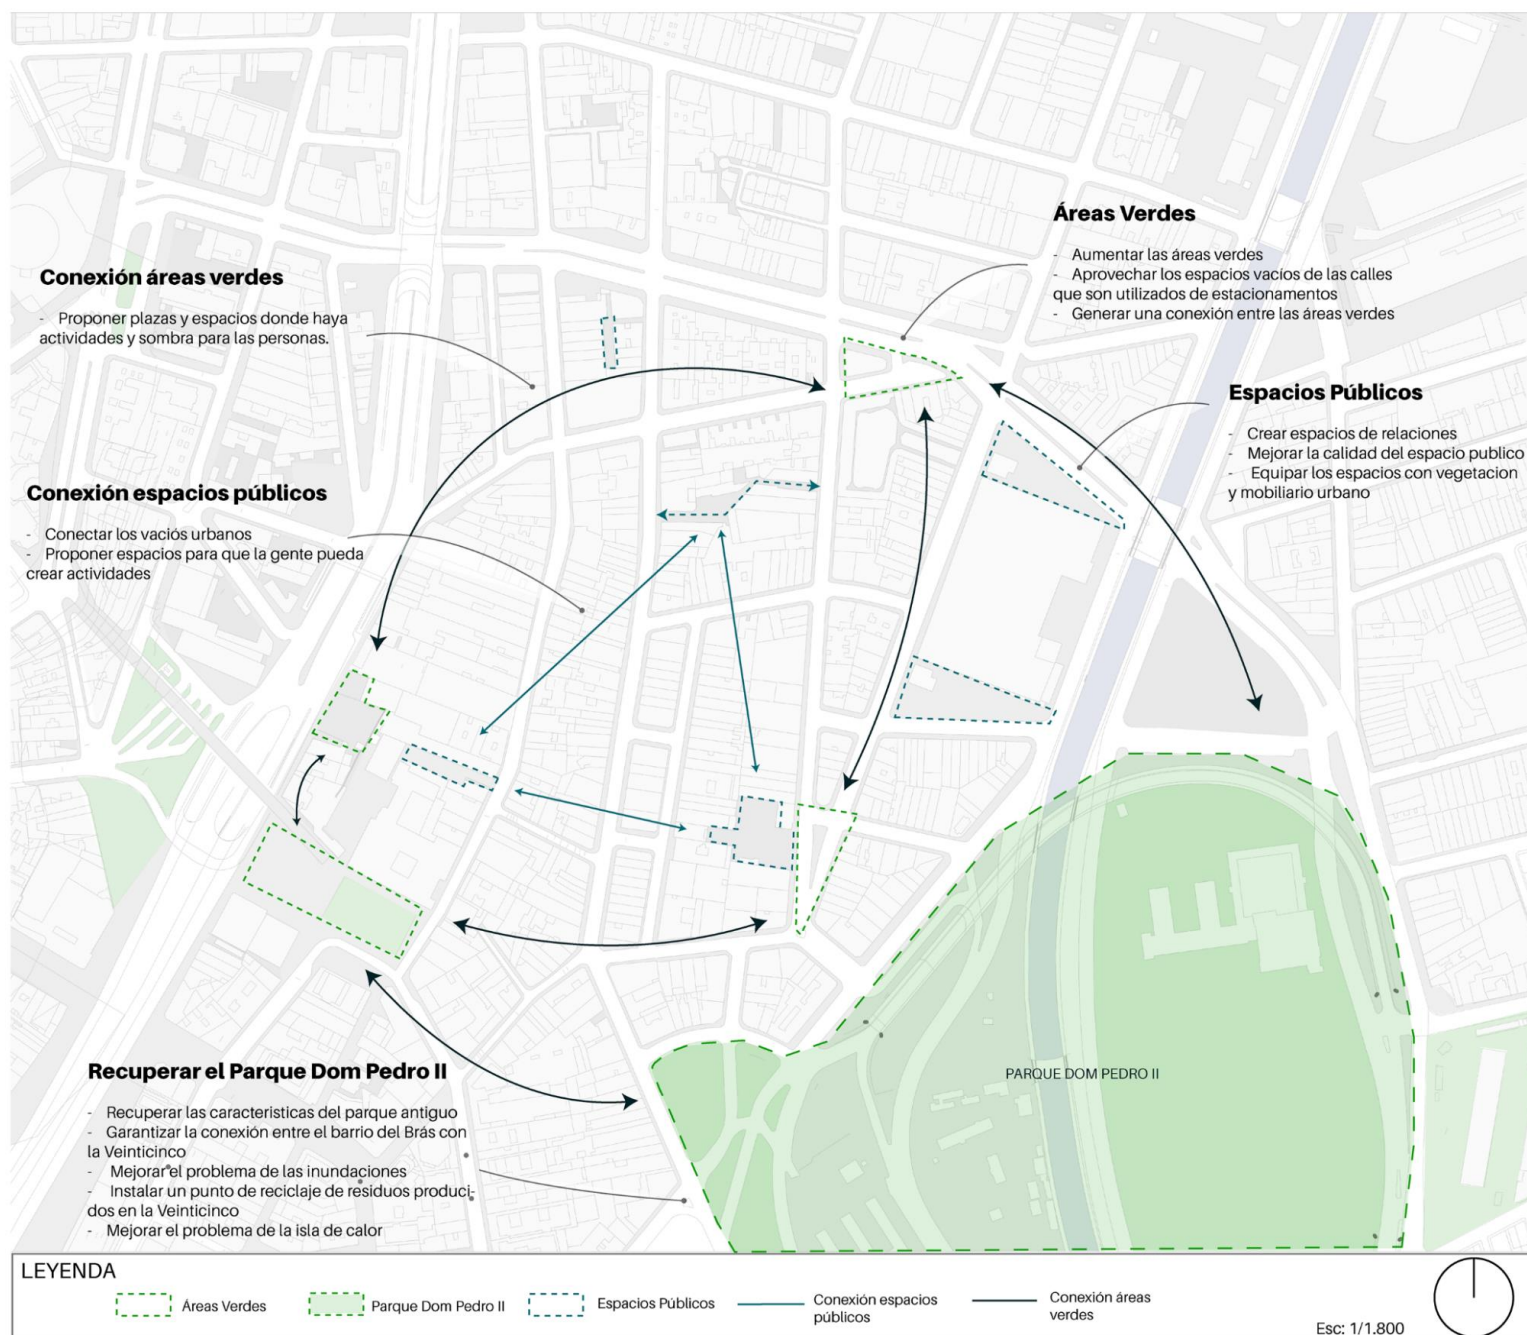 Áreas Verdes
- Aumentar las áreas verdes
- Aprovechar los espacios vacíos de las calles
que son utilizados de estacionamentos
- Generar una conexión entre las áreas verdes
Conexión áreas verdes
- Proponer plazas y espacios donde haya
actividades y sombra para las personas.
Espacios Públicos
- Crear espacios de relaciones
- Mejorar la calidad del espacio publico
- Equipar los espacios con vegetacion
y mobiliario urbano
Conexión espacios públicos
- Conectar los vaciós urbanos
- Proponer espacios para que la gente pueda
crear actividades
Recuperar el Parque Dom Pedro II
- Recuperar las caracteristicas del parque antiguo
- Garantizar la conexión entre el barrio del Brás con
la Veinticinco
- Mejorar el problema de las inundaciones
- Instalar un punto de reciclaje de residuos produci-
dos en la Veinticinco
- Mejorar el problema de la isla de calor
PARQUE DOM PEDRO II
LEYENDA
Áreas Verdes
Parque Dom Pedro II
Espacios Públicos
Conexión espacios
públicos
Conexión áreas
verdes
Esc: 1/1.800